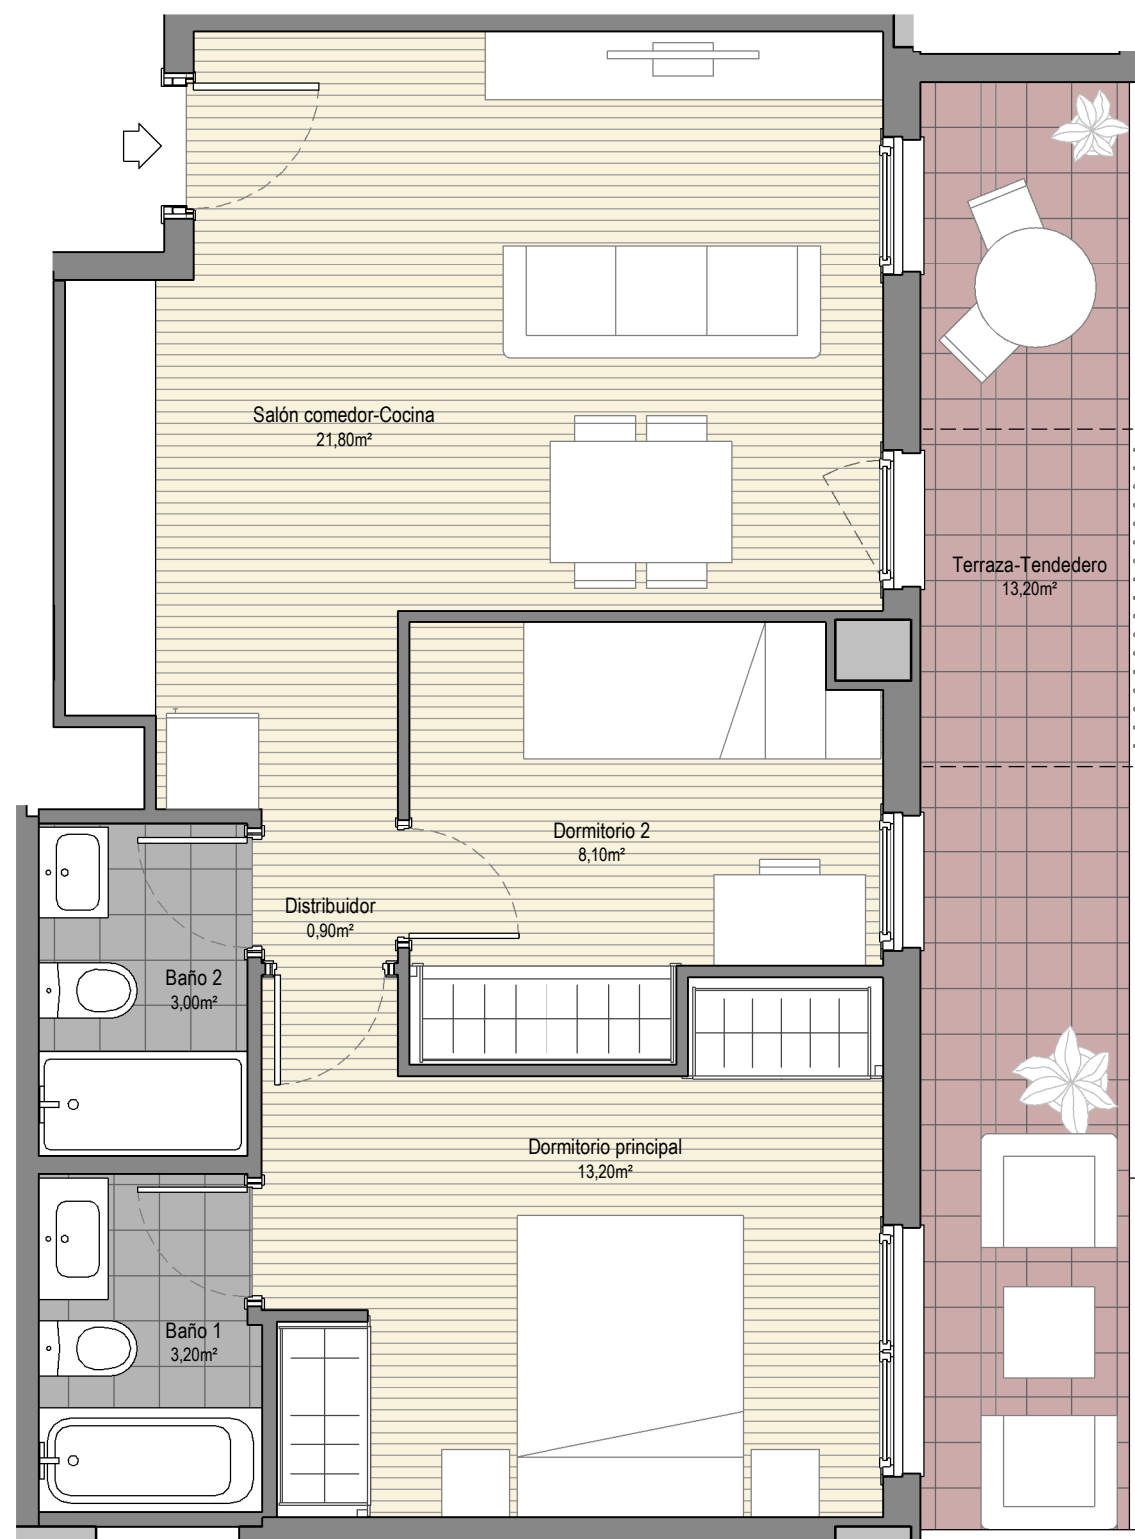 Salón comedor-Cocina
21,80m²
Terraza-Tendedero
13,20m²
Dormitorio 2
8,10m²
Distribuidor
0,90m²
Baño 2
3,00m²
Dormitorio principal
13,20m²
Baño 1
3,20m²